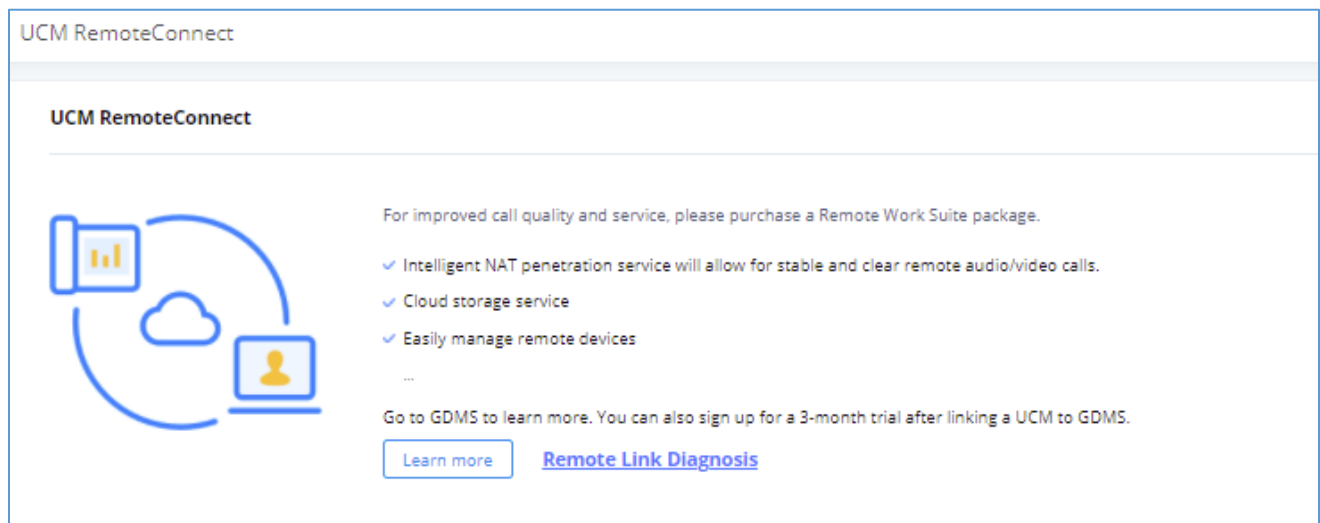 UCM RemoteConnect
UCM RemoteConnect
For improved call quality and service, please purchase a Remote Work Suite package.
Intelligent NAT penetration service will allow for stable and clear remote audio/video calls.
Cloud storage service
Easily manage remote devices
...
Go to GDMS to learn more. You can also sign up for a 3-month trial after linking a UCM to GDMS.
Learn more Remote Link Diagnosis